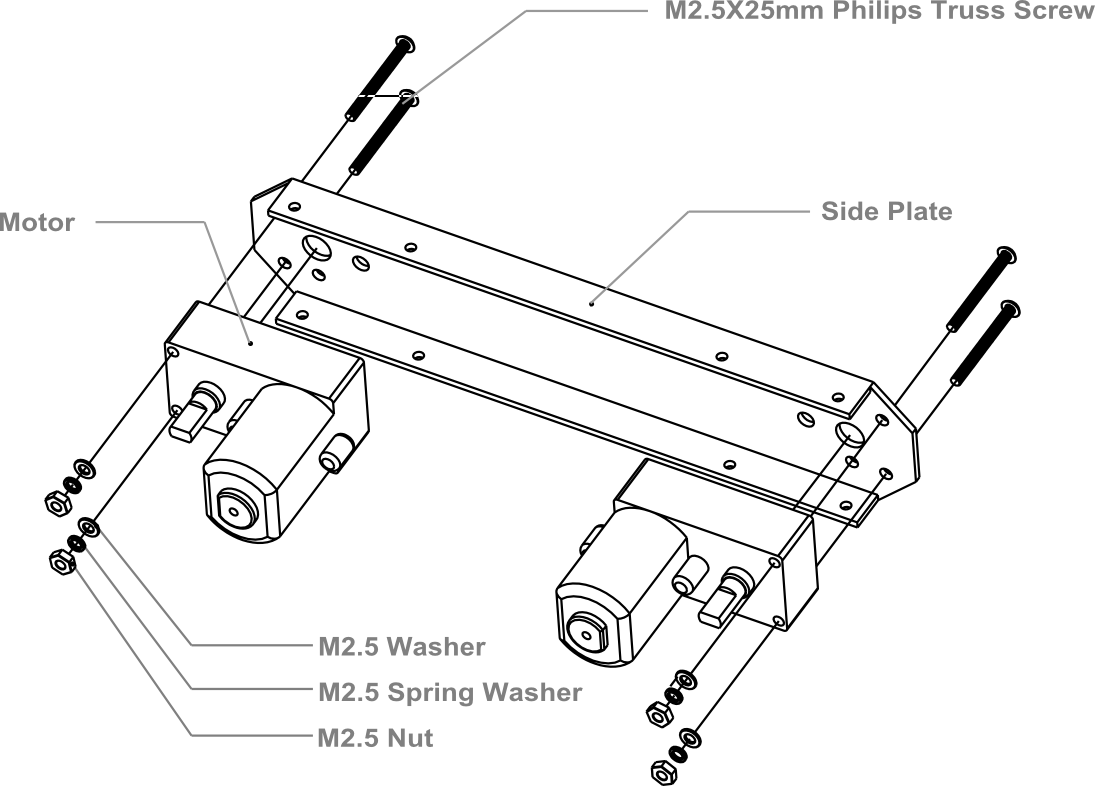 M2.5X25mm Philips Truss Screw
Side Plate
Motor
M2.5 Washer
M2.5 Spring Washer
M2.5 Nut